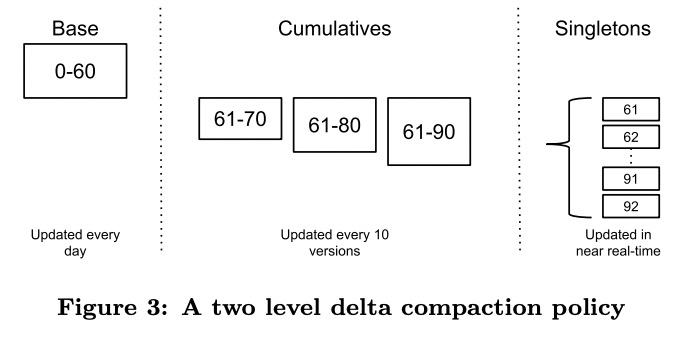 Base
0-60
Updated every
day
Cumulatives
61-70
61-80
61-90
Updated every 10
versions
Singletons
61
62
91
92
Updated in
near real-time
Figure 3: A two level delta compaction policy